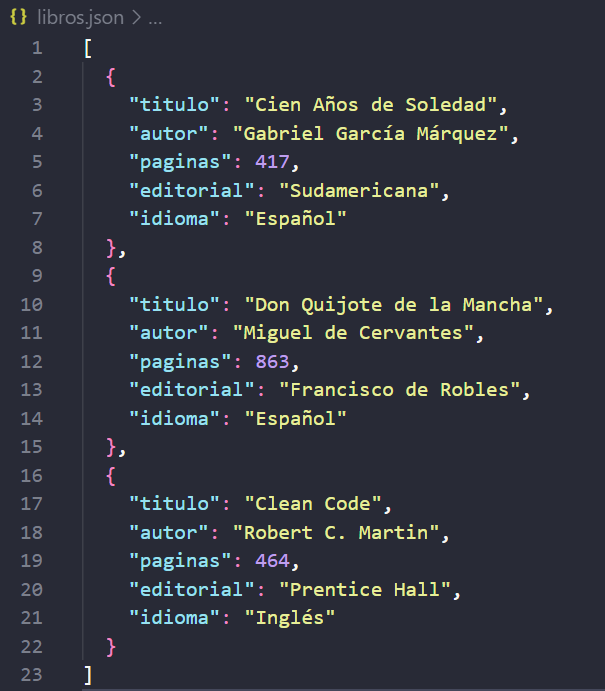 {} libros.json > ...
1 [
2 {
3 "titulo": "Cien Años de Soledad",
4 "autor": "Gabriel García Márquez",
5 "paginas": 417,
6 "editorial": "Sudamericana",
7 "idioma": "Español"
8 },
9 {
10 "titulo": "Don Quijote de la Mancha",
11 "autor": "Miguel de Cervantes",
12 "paginas": 863,
13 "editorial": "Francisco de Robles",
14 "idioma": "Español"
15 },
16 {
17 "titulo": "Clean Code",
18 "autor": "Robert C. Martin",
19 "paginas": 464,
20 "editorial": "Prentice Hall",
21 "idioma": "Inglés"
22 }
23 ]